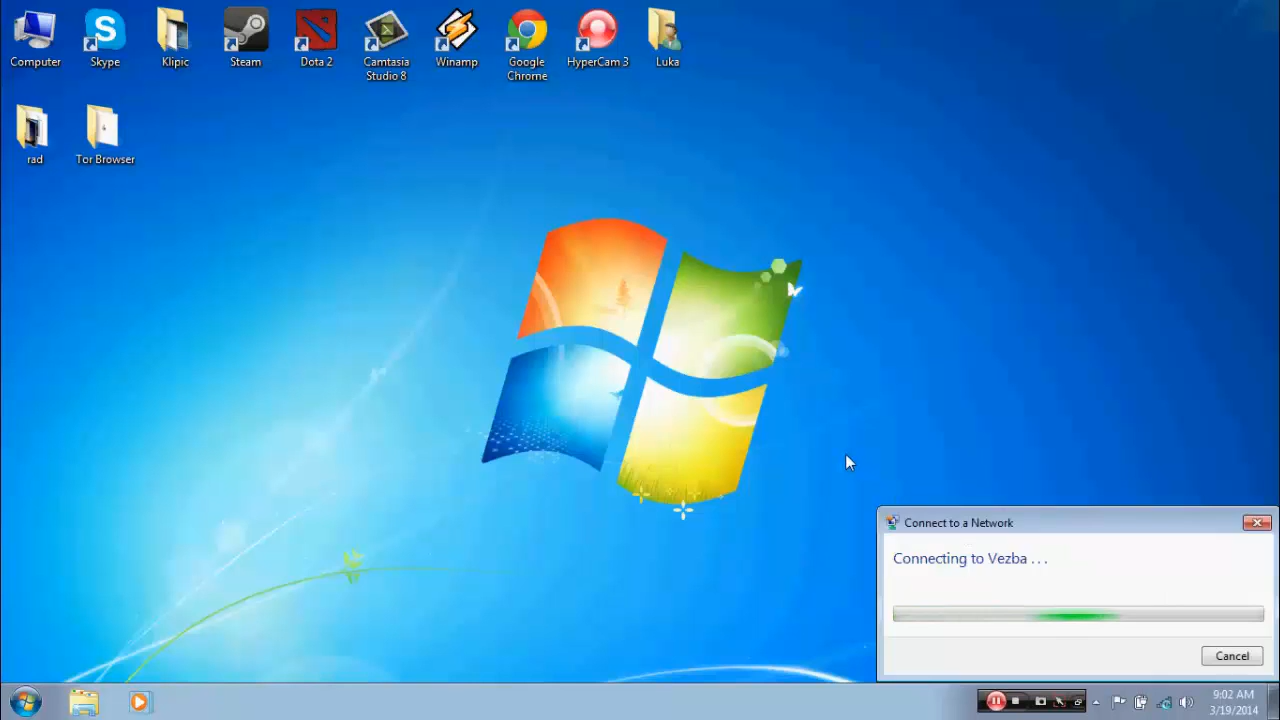 Computer
Skype
Klipic
Steam
Dota 2
Camtasia
Studio 8
Winamp
Google
Chrome
HyperCam 3
Luka
rad
Tor Browser
Connect to a Network
Connecting to Vezba . . .
Cancel
9:02 AM
3/19/2014